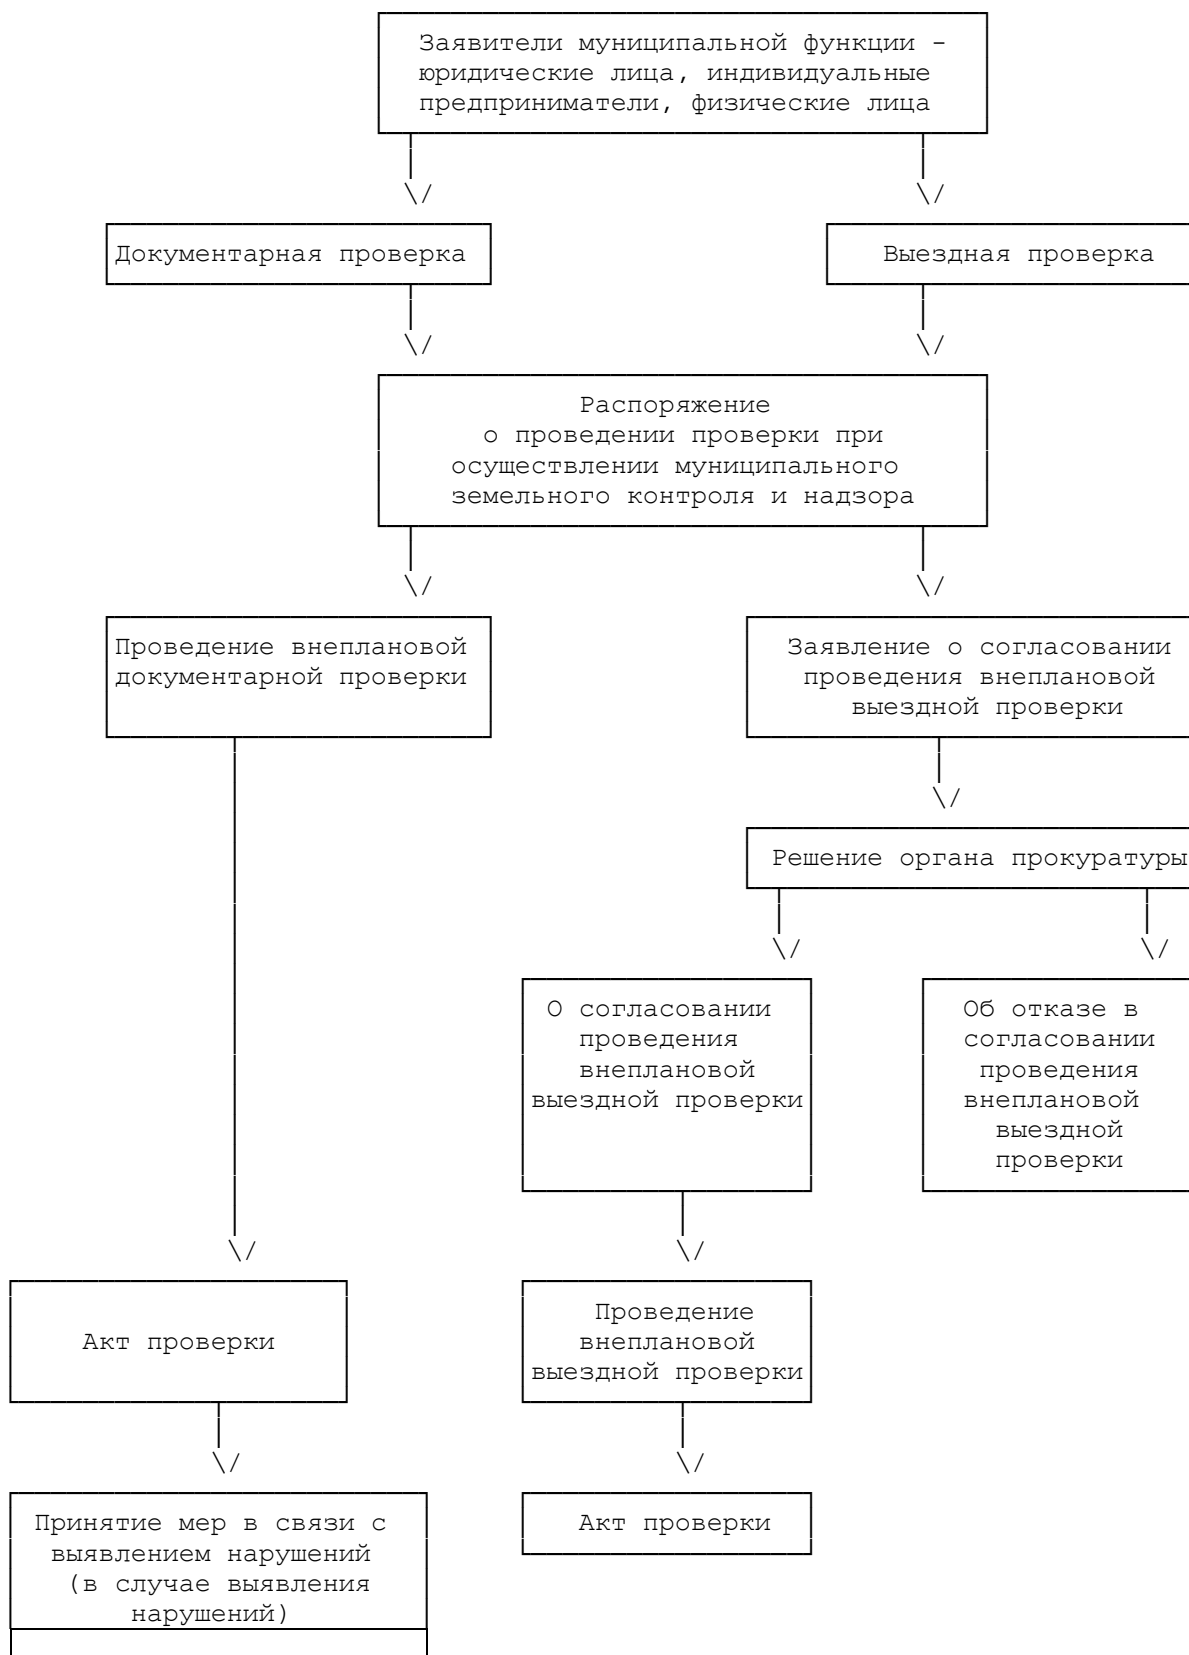 Заявители муниципальной функции -
юридические лица, индивидуальные
предприниматели, физические лица
Документарная проверка
Выездная проверка
Распоряжение
о проведении проверки при
осуществлении муниципального
земельного контроля и надзора
Проведение внеплановой
документарной проверки
Заявление о согласовании
проведения внеплановой
выездной проверки
Решение органа прокуратуры
О согласовании
проведения
внеплановой
выездной проверки
Об отказе в
согласовании
проведения
внеплановой
выездной
проверки
Акт проверки
Проведение
внеплановой
выездной проверки
Принятие мер в связи с
выявлением нарушений
(в случае выявления
нарушений)
Акт проверки